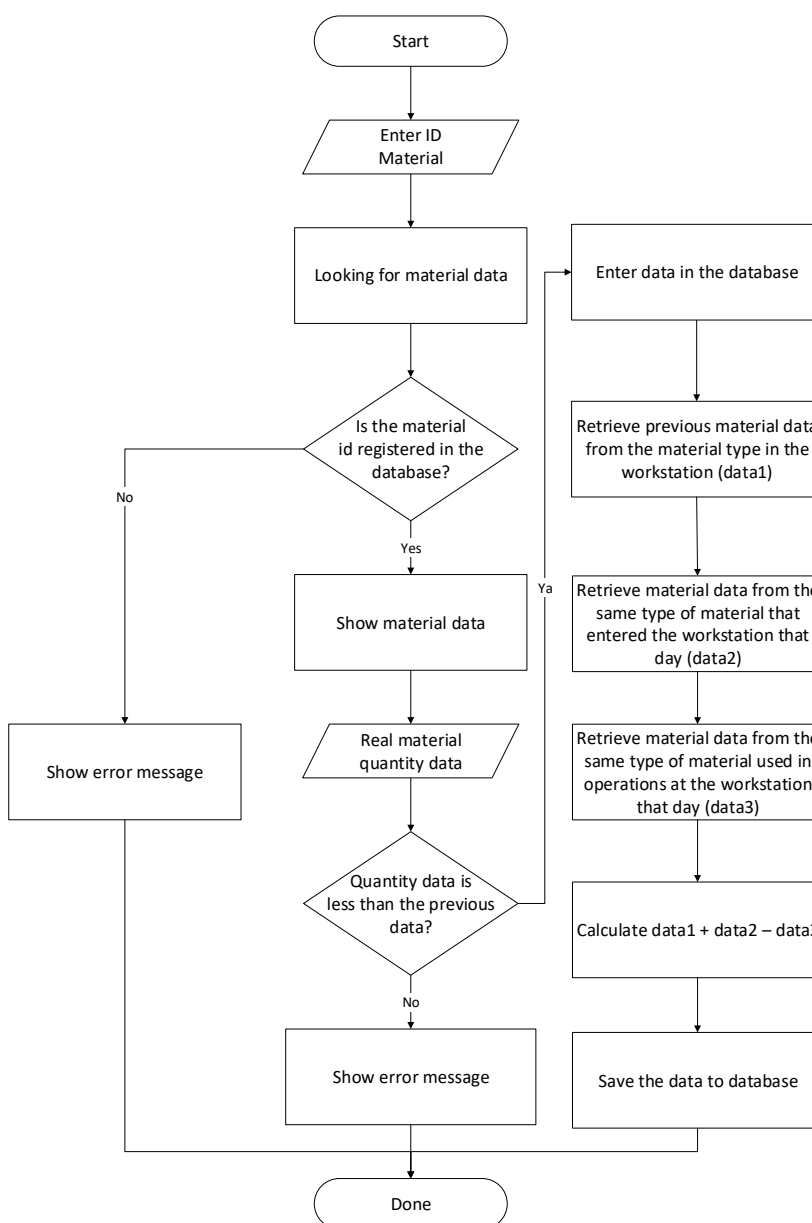 Start
Enter ID
Material
Looking for material data
Is the material
id registered in the
database?
No
Yes
Show material data
Show error message
Real material
quantity data
Quantity data is
less than the previous
data?
Ya
No
Show error message
Enter data in the database
Retrieve previous material data
from the material type in the
workstation (data1)
Retrieve material data from the
same type of material that
entered the workstation that
day (data2)
Retrieve material data from the
same type of material used in
operations at the workstation
that day (data3)
Calculate data1 + data2 – data3
Save the data to database
Done